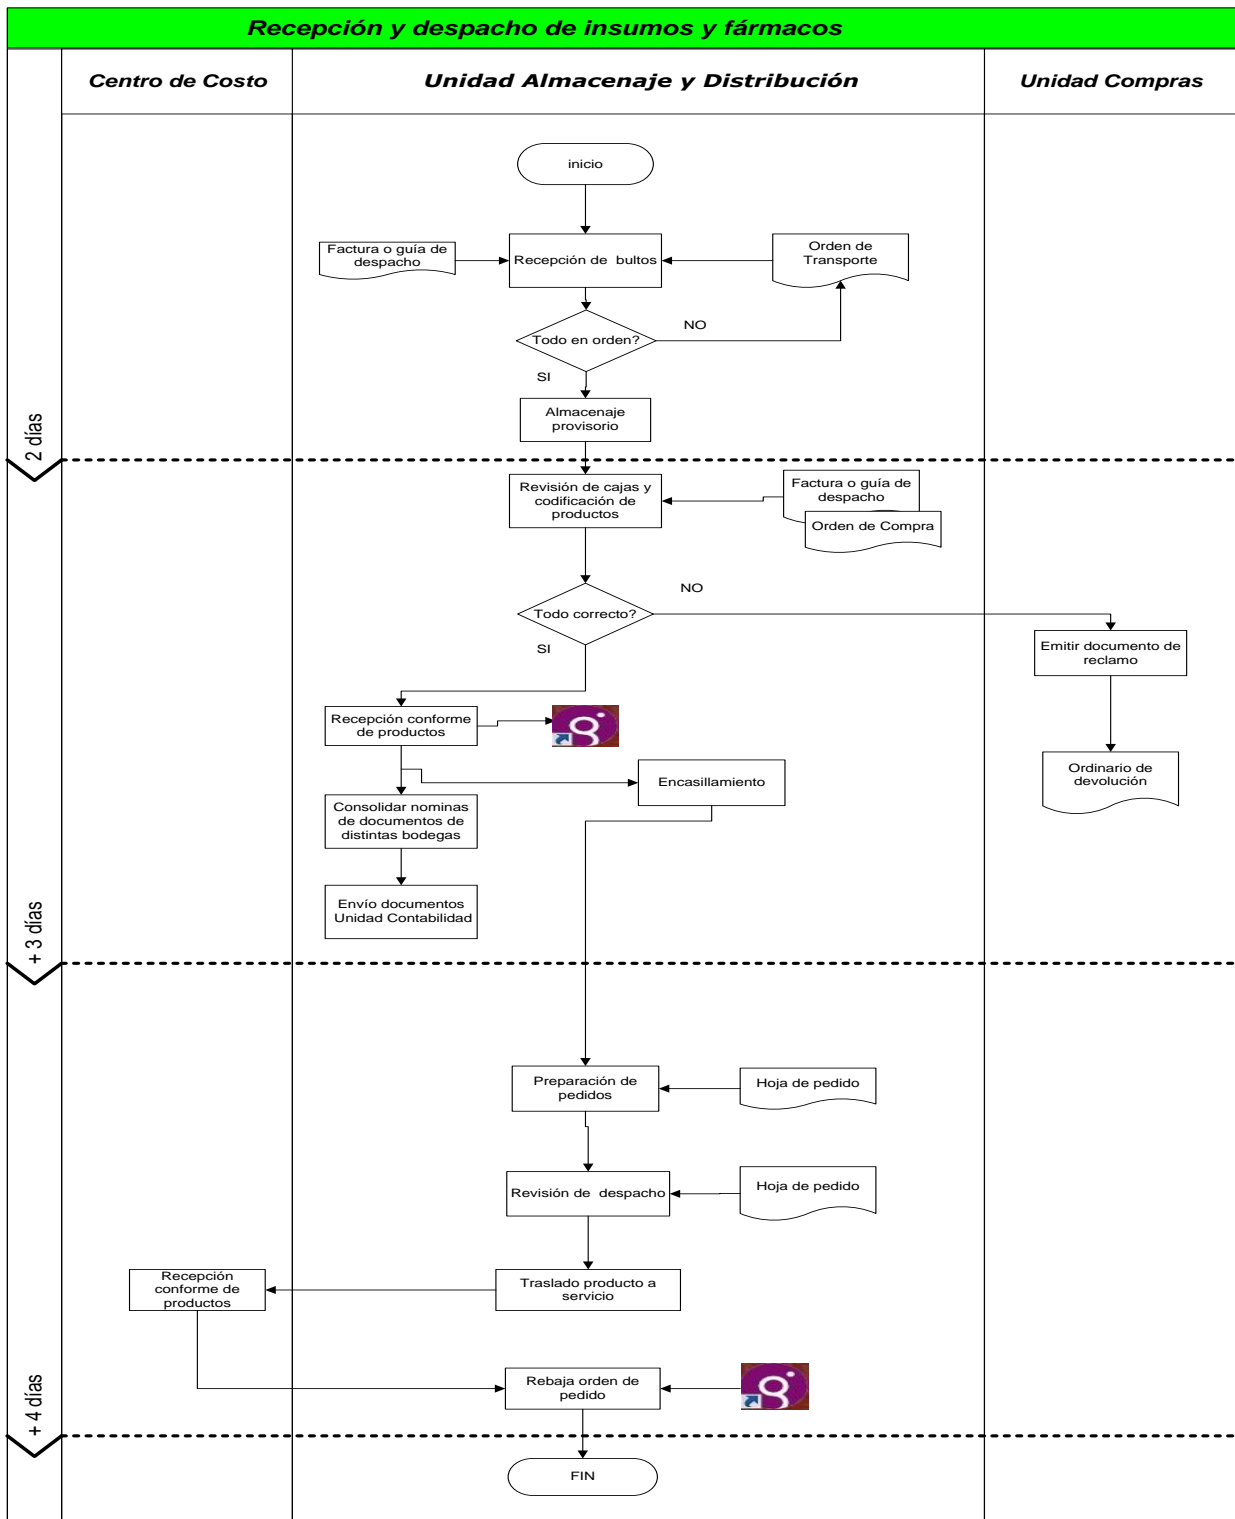 Recepción y despacho de insumos y fármacos
Centro de Costo
Unidad Almacenaje y Distribución
Unidad Compras
inicio
Factura o guía de
despacho
Recepción de bultos
Orden de
Transporte
Todo en orden?
NO
SI
Almacenaje
provisorio
2 días
Revisión de cajas y
codificación de
productos
Factura o guía de
despacho
Orden de Compra
Todo correcto?
NO
SI
Emitir documento de
reclamo
Recepción conforme
de productos
g
Encasillamiento
Ordinario de
devolución
Consolidar nominas
de documentos de
distintas bodegas
Envío documentos
Unidad Contabilidad
+ 3 días
Preparación de
pedidos
Hoja de pedido
Revisión de despacho
Hoja de pedido
Recepción
conforme de
productos
Traslado producto a
servicio
Rebaja orden de
pedido
g
+ 4 días
FIN